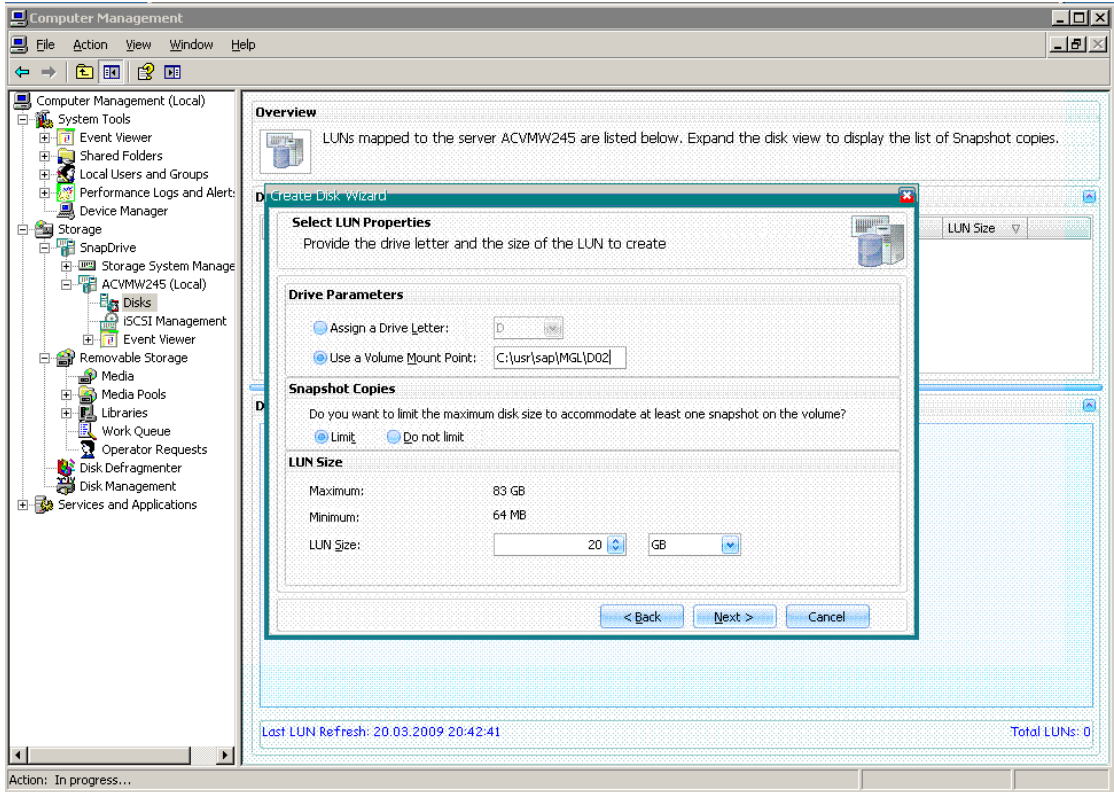 Computer Management
File Action View Window Help
Computer Management (Local)
System Tools
Event Viewer
Shared Folders
Local Users and Groups
Performance Logs and Alert:
Device Manager
Storage
SnapDrive
Storage System Manage
ACVMW245 (Local)
Disks
iSCSI Management
Event Viewer
Removable Storage
Media
Media Pools
Libraries
Work Queue
Operator Requests
Disk Defragmenter
Disk Management
Services and Applications
Overview
LUNs mapped to the server ACVMW245 are listed below. Expand the disk view to display the list of Snapshot copies.
D
LUN Size
D
Create Disk Wizard
Select LUN Properties
Provide the drive letter and the size of the LUN to create
Drive Parameters
Assign a Drive Letter: D
Use a Volume Mount Point: C:\usr\sap\MGL\D02
Snapshot Copies
Do you want to limit the maximum disk size to accommodate at least one snapshot on the volume?
Limit Do not limit
LUN Size
Maximum: 83 GB
Minimum: 64 MB
LUN Size: 20 GB
< Back Next > Cancel
Last LUN Refresh: 20.03.2009 20:42:41 Total LUNs: 0
Action: In progress...